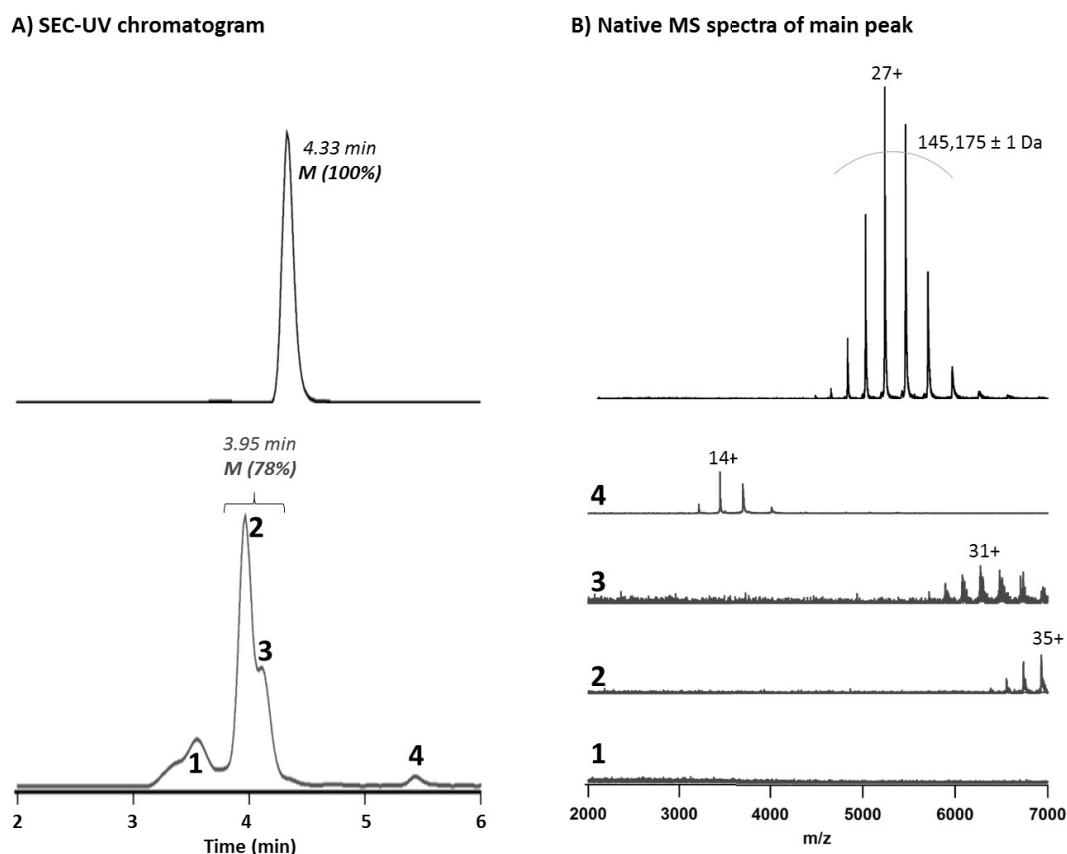 A) SEC-UV chromatogram
4.33 min
M (100%)
3.95 min
M (78%)
2
3
1
4
2 3 4 5 6
Time (min)
B) Native MS spectra of main peak
27+
145,175 ± 1 Da
14+
4
31+
3
35+
2
1
2000 3000 4000 5000 6000 7000
m/z